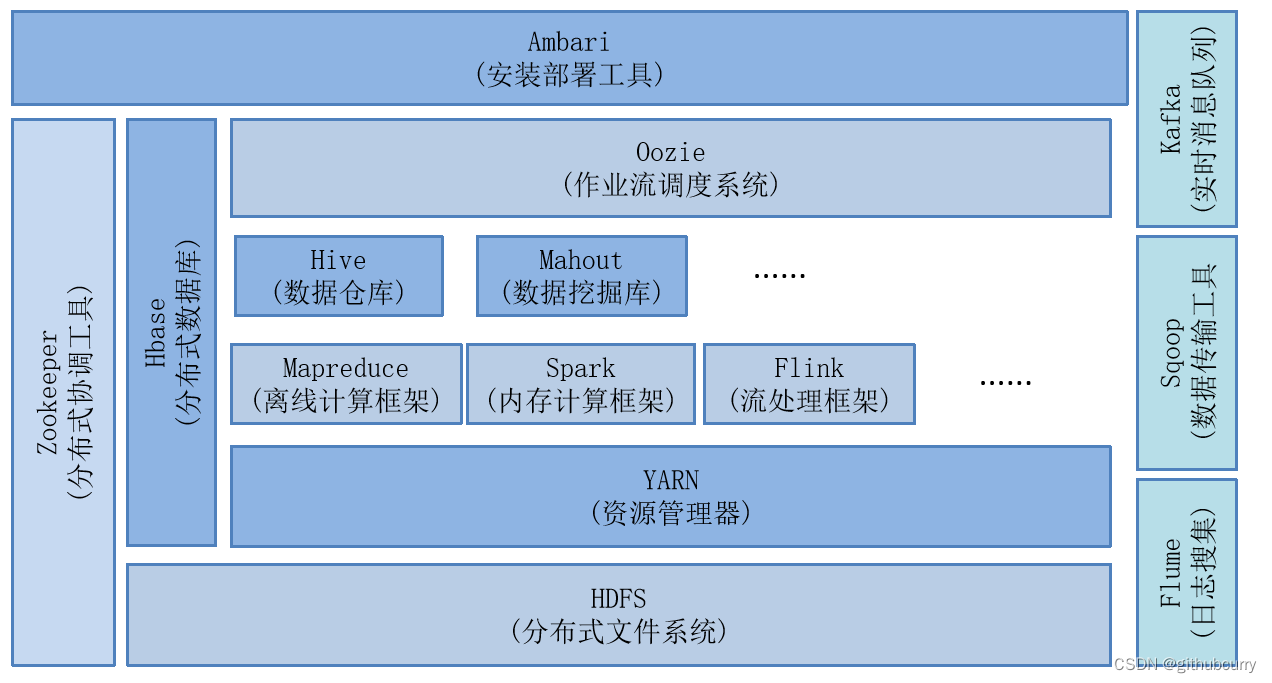 Ambari
(安装部署工具)
Kafka
(实时消息队列)
Zookeeper
(分布式协调工具)
Hbase
(分布式数据库)
Oozie
(作业流调度系统)
Hive
(数据仓库)
Mahout
(数据挖掘库)
……
Sqoop
(数据传输工具)
Mapreduce
(离线计算框架)
Spark
(内存计算框架)
Flink
(流处理框架)
……
YARN
(资源管理器)
Flume
(日志搜集)
HDFS
(分布式文件系统)
CSDN @githubcurry